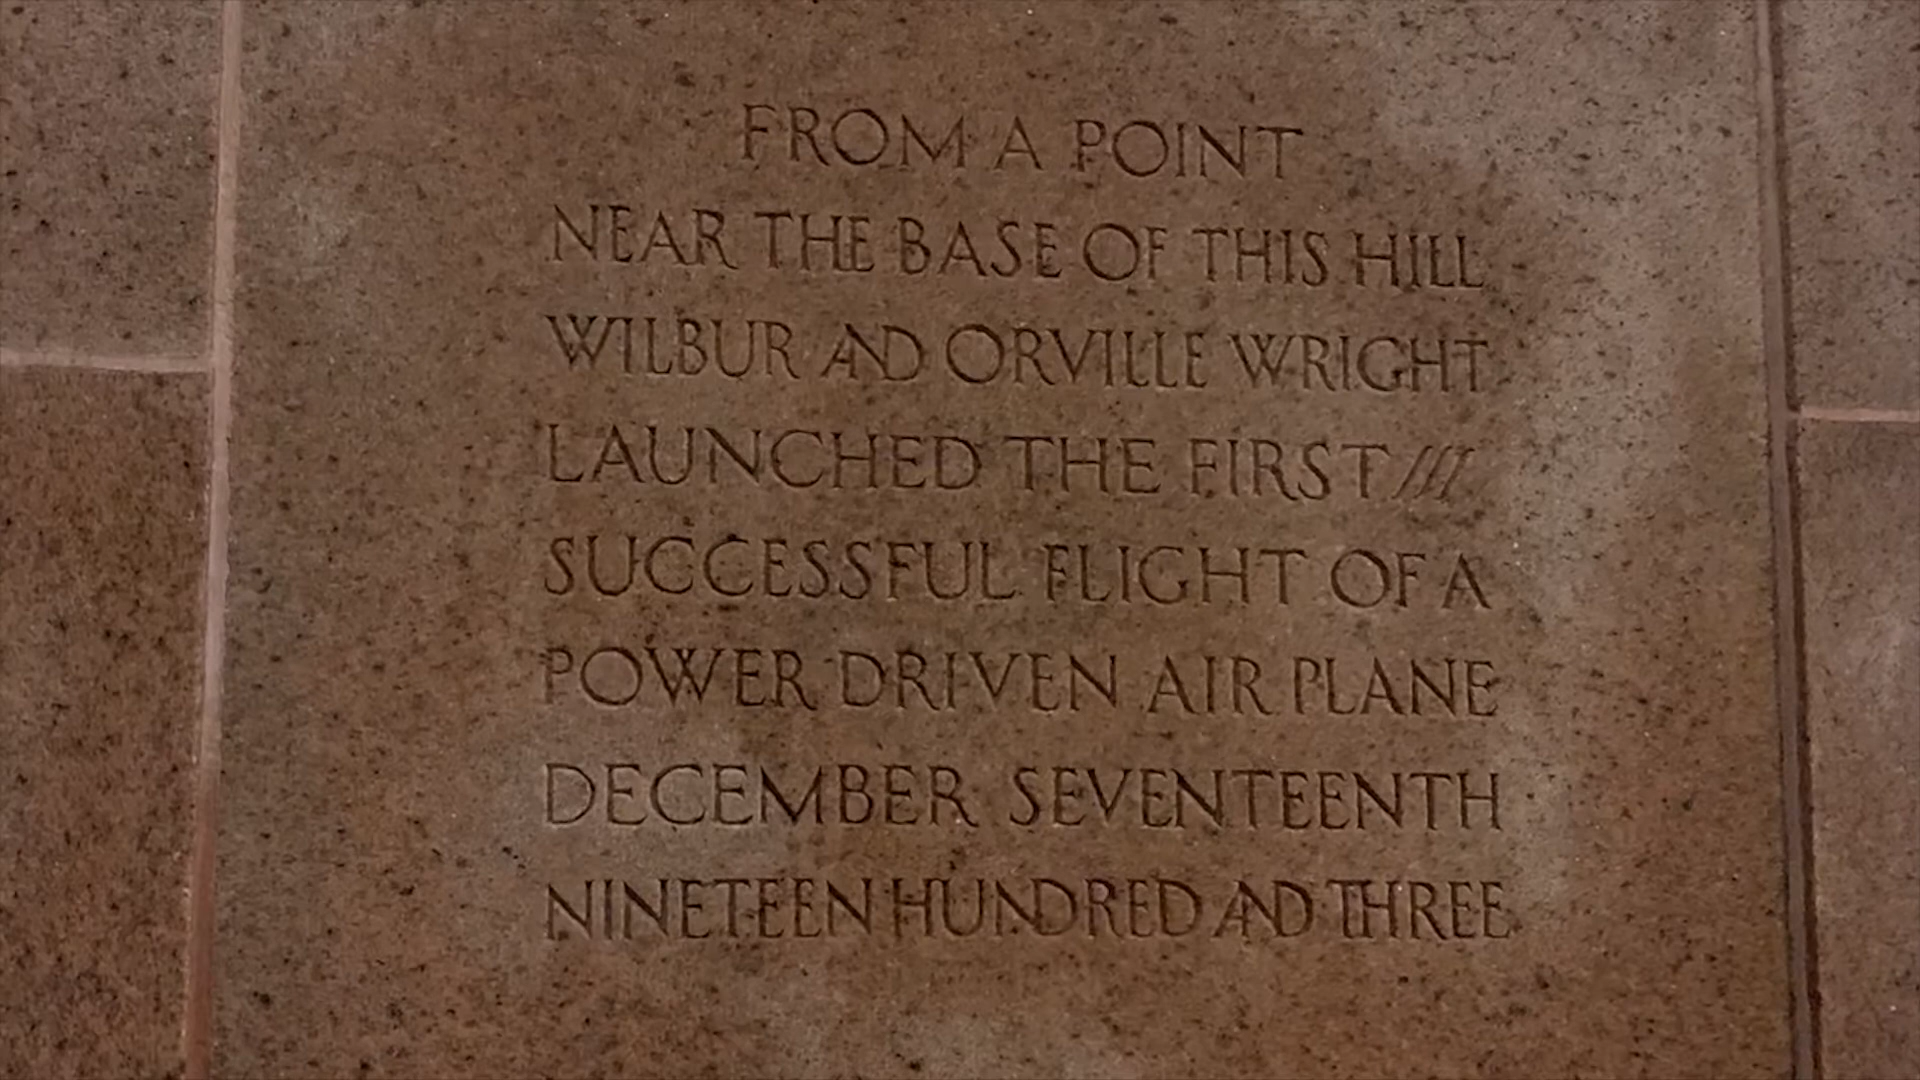 FROM A POINT
NEAR THE BASE OF THIS HILL
WILBUR AND ORVILLE WRIGHT
LAUNCHED THE FIRST ///
SUCCESSFUL FLIGHT OF A
POWER DRIVEN AIR PLANE
DECEMBER SEVENTEENTH
NINETEEN HUNDRED AND THREE